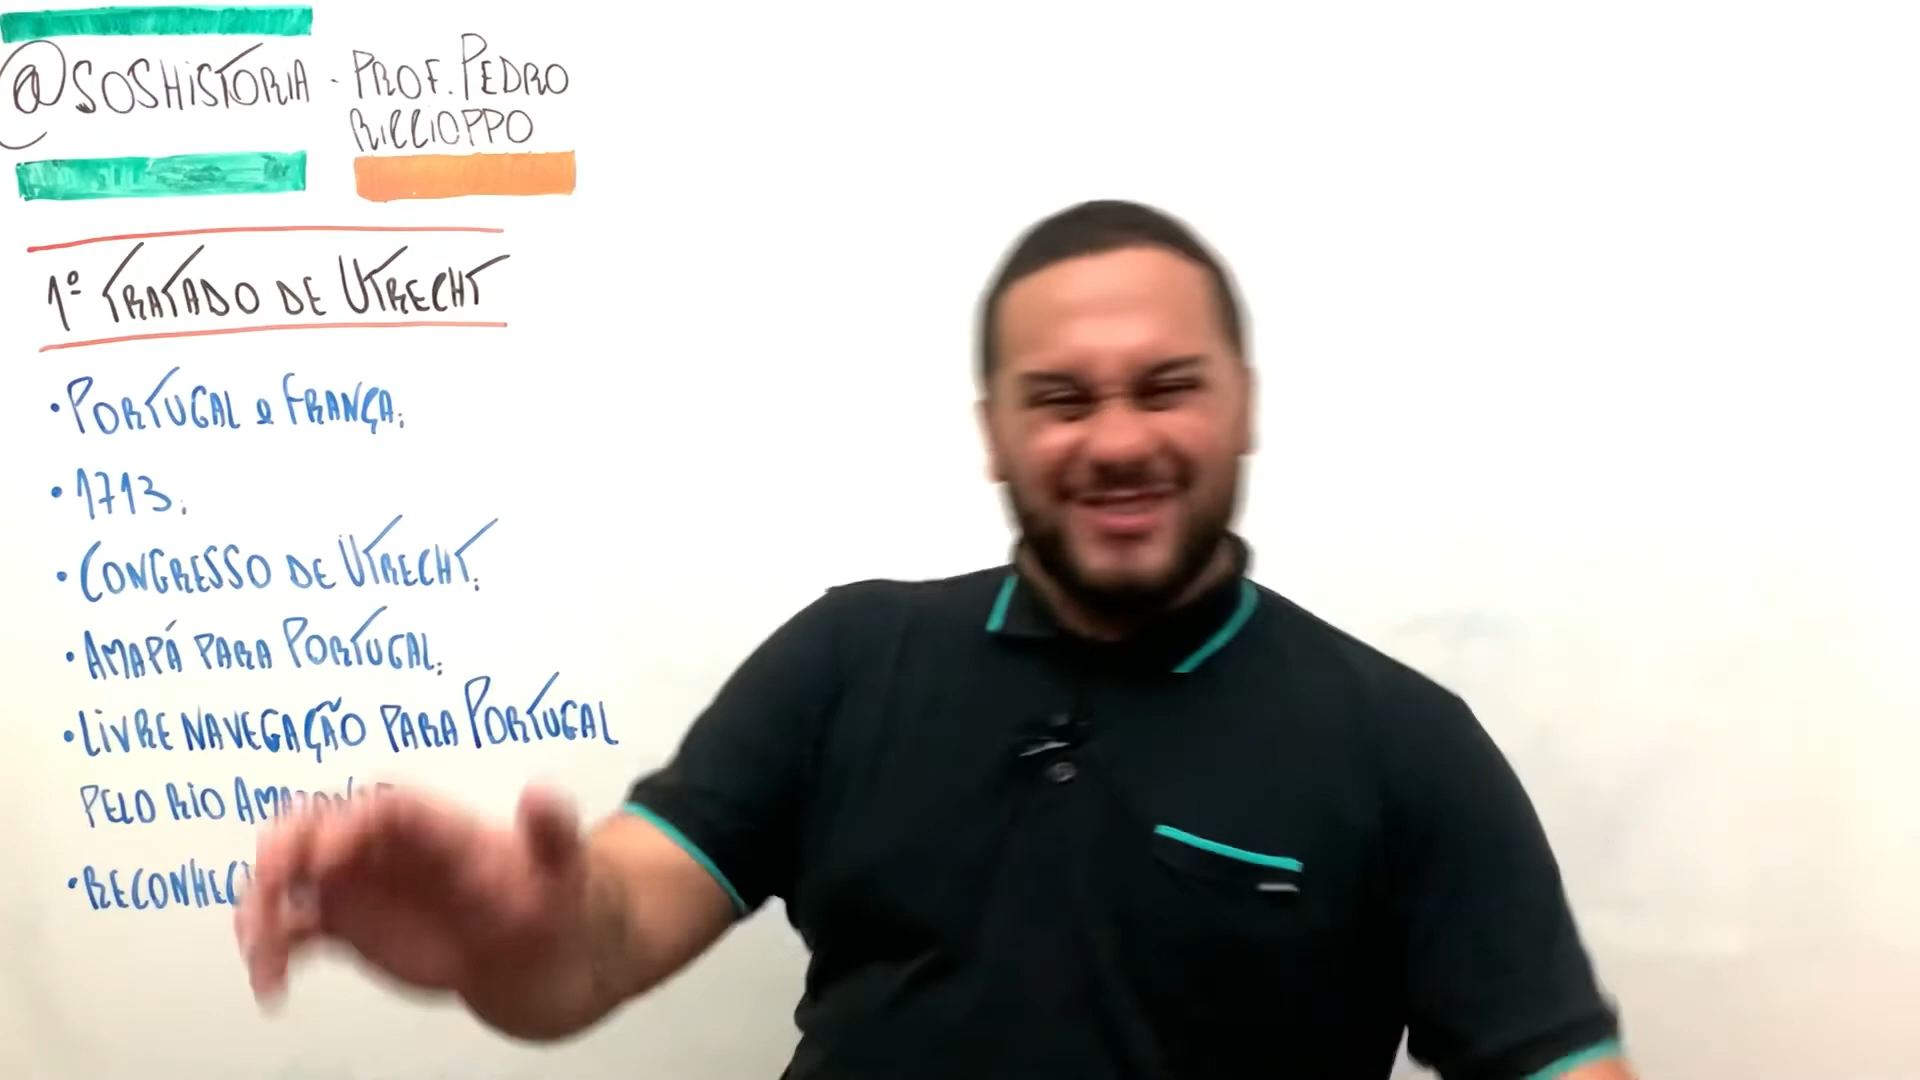 @SOSHISTORIA - PROF. PEDRO
RICCIOPPO
1º TRATADO DE UTRECHT
• PORTUGAL e FRANÇA;
• 1713;
• CONGRESSO DE UTRECHT;
• AMAPÁ PARA PORTUGAL;
• LIVRE NAVEGAÇÃO PARA PORTUGAL
PELO RIO